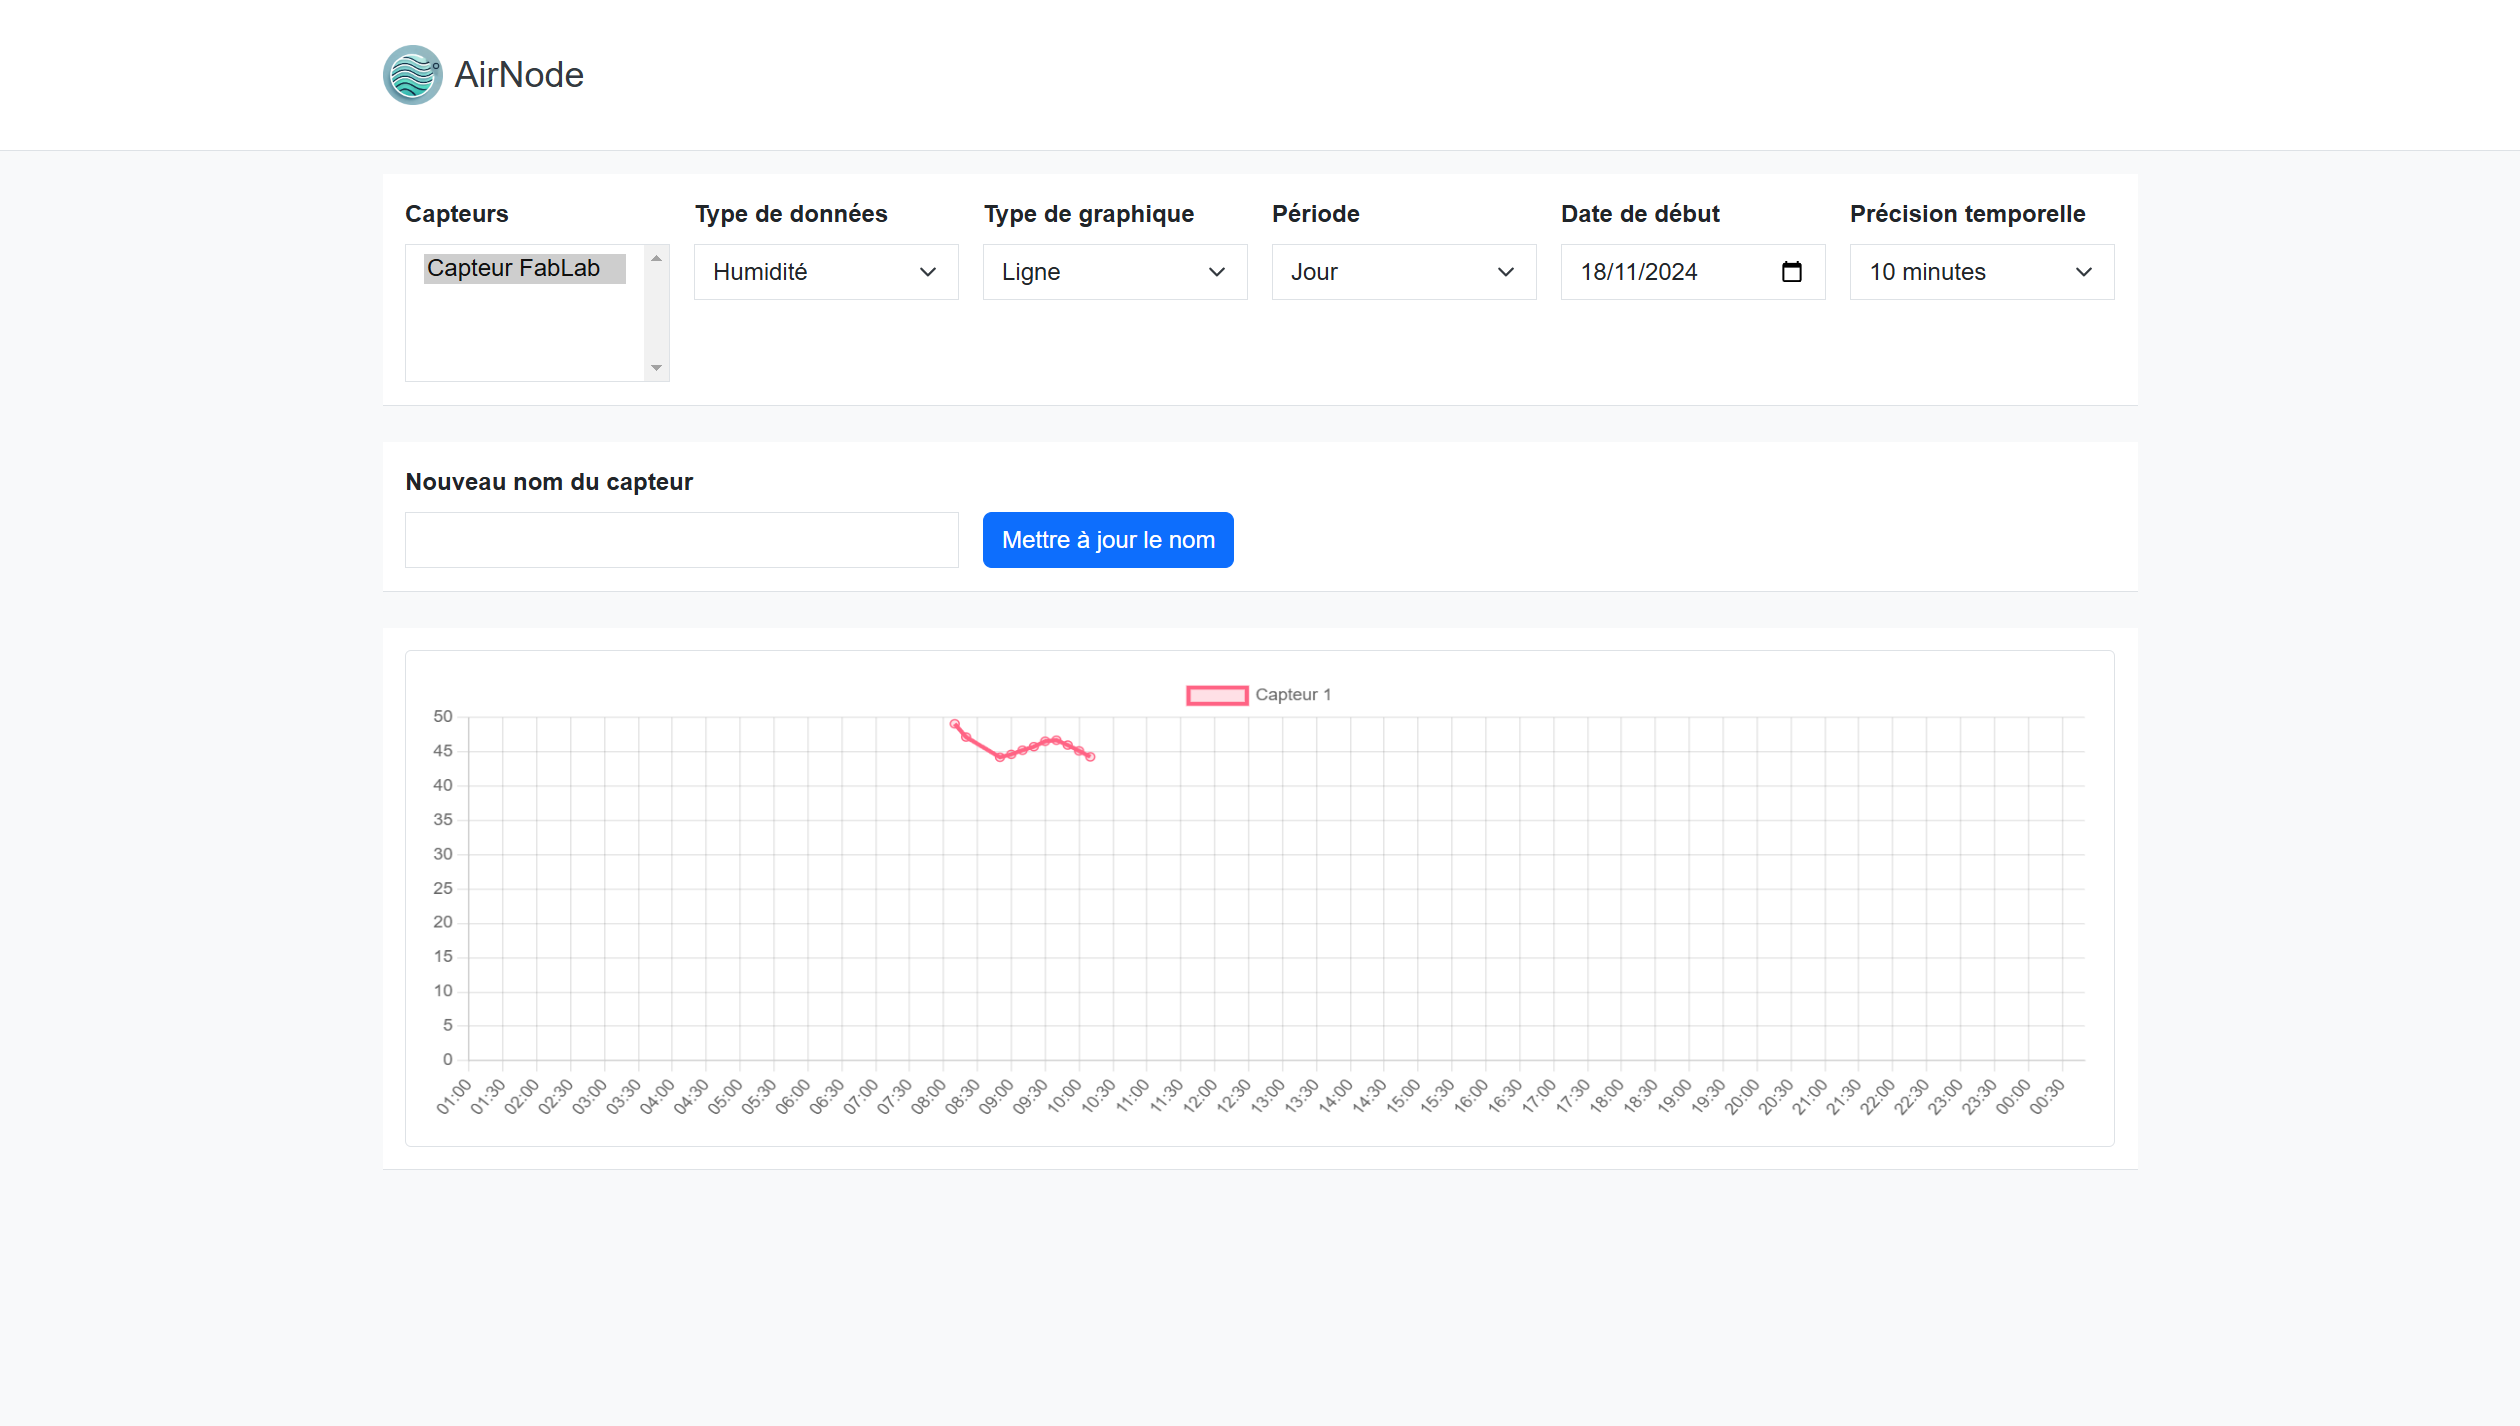 AirNode
Capteurs
Type de données
Type de graphique
Période
Date de début
Précision temporelle
Capteur FabLab
Humidité
Ligne
Jour
18/11/2024
10 minutes
Nouveau nom du capteur
Mettre à jour le nom
Capteur 1
50
45
40
35
30
25
20
15
10
5
0
01:00 01:30 02:00 02:30 03:00 03:30 04:00 04:30 05:00 05:30 06:00 06:30 07:00 07:30 08:00 08:30 09:00 09:30 10:00 10:30 11:00 11:30 12:00 12:30 13:00 13:30 14:00 14:30 15:00 15:30 16:00 16:30 17:00 17:30 18:00 18:30 19:00 19:30 20:00 20:30 21:00 21:30 22:00 22:30 23:00 23:30 00:00 00:30